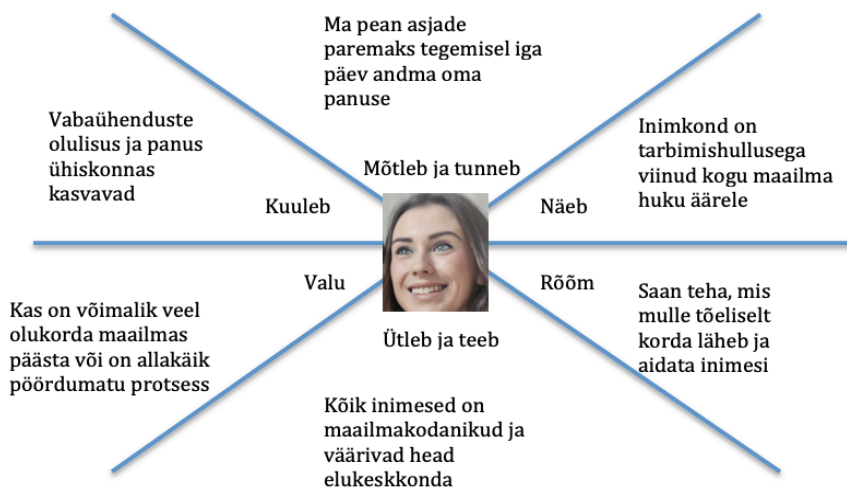 Ma pean asjade
paremaks tegemisel iga
päev andma oma
panuse
Mõtleb ja tunneb
Vabaühenduste
olulisus ja panus
ühiskonnas
kasvavad
Kuuleb
Inimkond on
tarbimishullusega
viinud kogu maailma
huku äärele
Näeb
Valu
Kas on võimalik veel
olukorda maailmas
päästa või on allakäik
pöördumatu protsess
Rõõm
Saan teha, mis
mulle tõeliselt
korda läheb ja
aidata inimesi
Ütleb ja teeb
Kõik inimesed on
maailmakodanikud ja
väärivad head
elukeskkonda